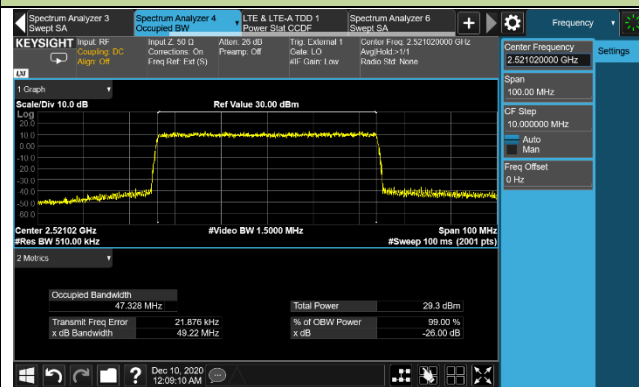 Spectrum Analyzer 3
Swept SA
Spectrum Analyzer 4
Occupied BW
LTE & LTE-A TDD 1
Power Stat CCDF
Spectrum Analyzer 6
Swept SA
+
Frequency
KEYSIGHT
LXI
Input: RF
Coupling: DC
Align: Off
Input Z: 50 Ω
Corrections: On
Freq Ref: Ext (S)
Atten: 26 dB
Preamp: Off
Trig: External 1
Gate: LO
#IF Gain: Low
Center Freq: 2.521020000 GHz
Avg|Hold:>1/1
Radio Std: None
Center Frequency
2.521020000 GHz
Settings
Span
100.00 MHz
CF Step
10.000000 MHz
Auto
Man
Freq Offset
0 Hz
1 Graph
Scale/Div 10.0 dB
Ref Value 30.00 dBm
Log
20.0
10.0
0.00
-10.0
-20.0
-30.0
-40.0
-50.0
-60.0
Center 2.52102 GHz
#Video BW 1.5000 MHz
Span 100 MHz
#Res BW 510.00 kHz
#Sweep 100 ms (2001 pts)
2 Metrics
Occupied Bandwidth
47.328 MHz
Total Power 29.3 dBm
Transmit Freq Error 21.876 kHz
% of OBW Power 99.00 %
x dB Bandwidth 49.22 MHz
x dB -26.00 dB
?
Dec 10, 2020
12:09:10 AM